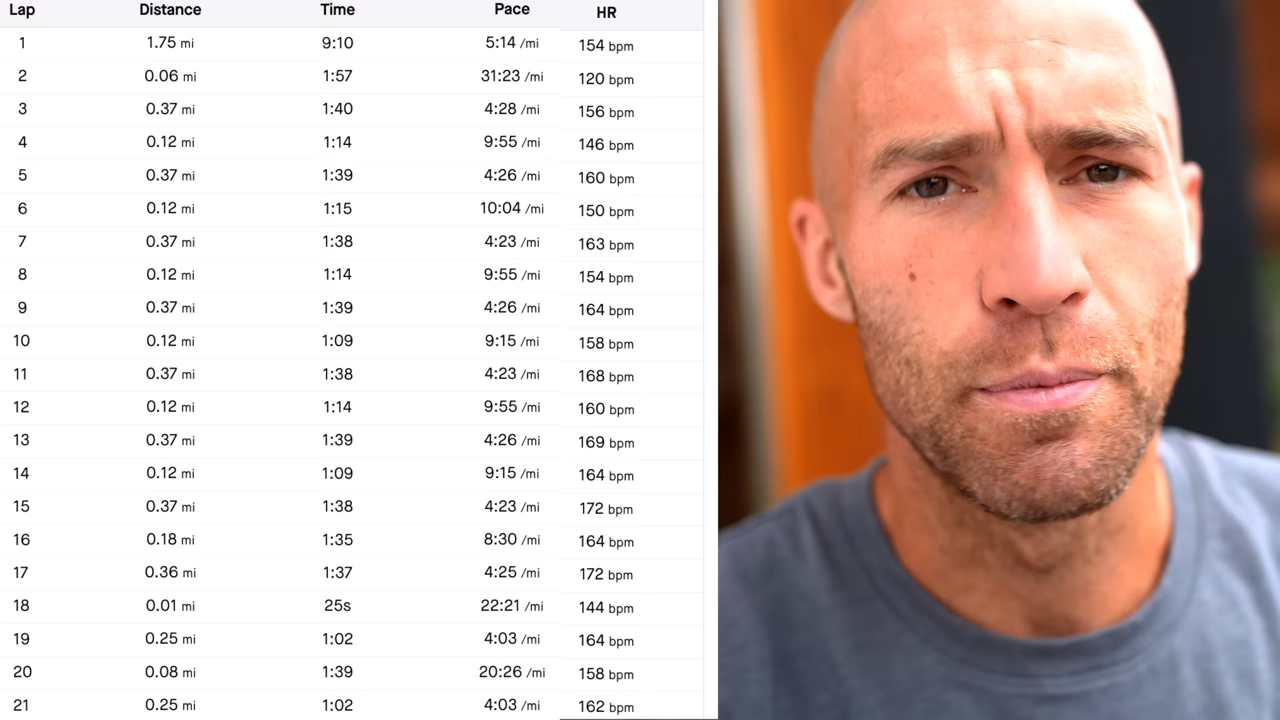 Lap Distance Time Pace HR
1 1.75 mi 9:10 5:14 /mi 154 bpm
2 0.06 mi 1:57 31:23 /mi 120 bpm
3 0.37 mi 1:40 4:28 /mi 156 bpm
4 0.12 mi 1:14 9:55 /mi 146 bpm
5 0.37 mi 1:39 4:26 /mi 160 bpm
6 0.12 mi 1:15 10:04 /mi 150 bpm
7 0.37 mi 1:38 4:23 /mi 163 bpm
8 0.12 mi 1:14 9:55 /mi 154 bpm
9 0.37 mi 1:39 4:26 /mi 164 bpm
10 0.12 mi 1:09 9:15 /mi 158 bpm
11 0.37 mi 1:38 4:23 /mi 168 bpm
12 0.12 mi 1:14 9:55 /mi 160 bpm
13 0.37 mi 1:39 4:26 /mi 169 bpm
14 0.12 mi 1:09 9:15 /mi 164 bpm
15 0.37 mi 1:38 4:23 /mi 172 bpm
16 0.18 mi 1:35 8:30 /mi 164 bpm
17 0.36 mi 1:37 4:25 /mi 172 bpm
18 0.01 mi 25s 22:21 /mi 144 bpm
19 0.25 mi 1:02 4:03 /mi 164 bpm
20 0.08 mi 1:39 20:26 /mi 158 bpm
21 0.25 mi 1:02 4:03 /mi 162 bpm